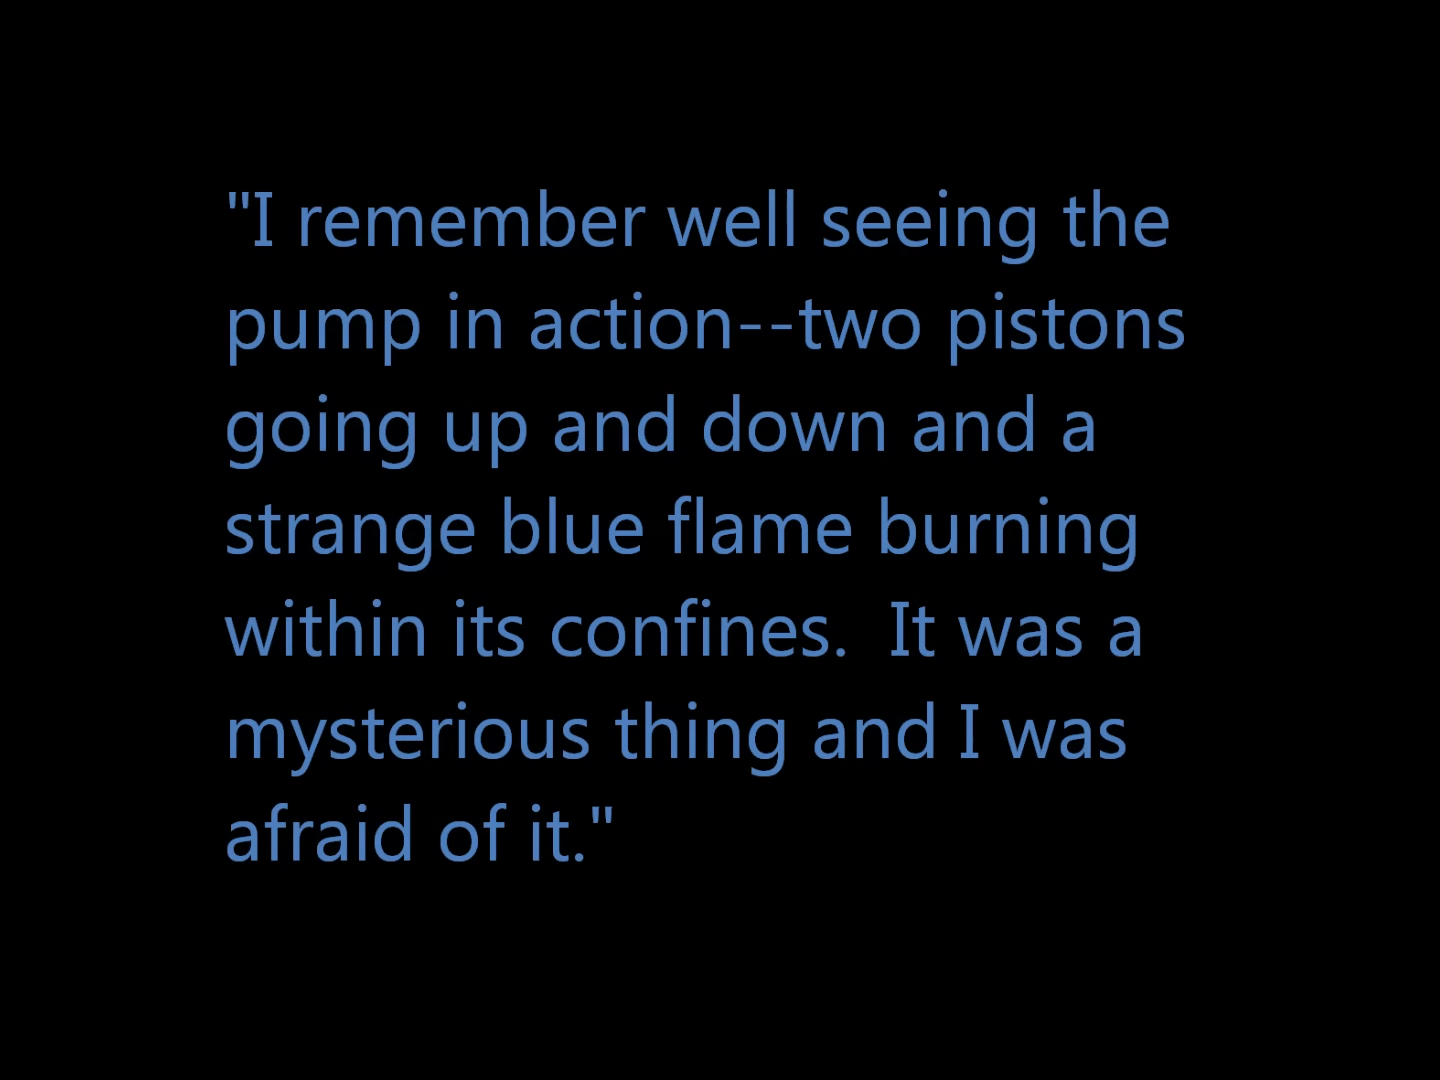 "I remember well seeing the
pump in action--two pistons
going up and down and a
strange blue flame burning
within its confines.  It was a
mysterious thing and I was
afraid of it."